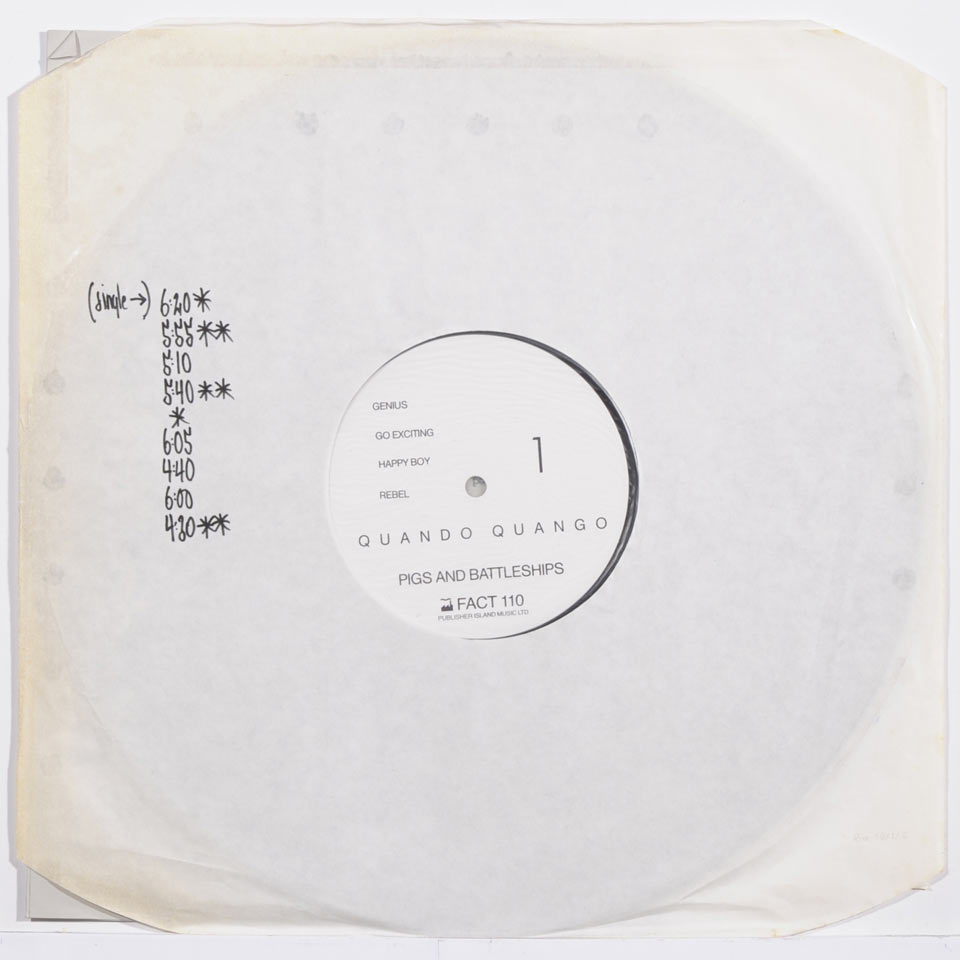 (single →) 6:20*
5:55**
5:10
5:40**
*
6:05
4:40
6:00
4:20**
GENIUS
GO EXCITING
HAPPY BOY
REBEL
1
QUANDO QUANGO
PIGS AND BATTLESHIPS
FACT 110
PUBLISHER ISLAND MUSIC LTD